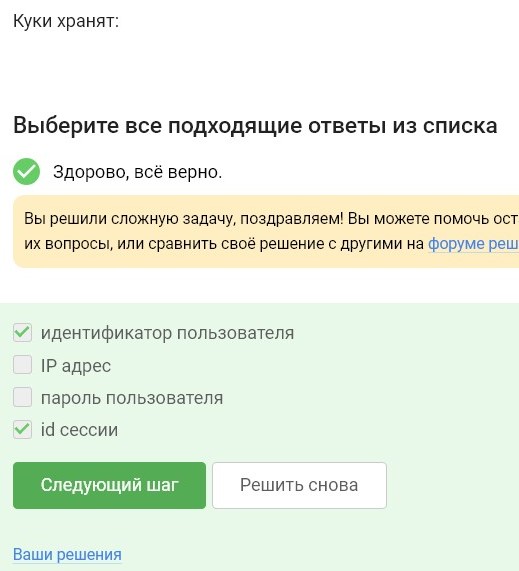 Куки хранят:
Выберите все подходящие ответы из списка
Здорово, всё верно.
Вы решили сложную задачу, поздравляем! Вы можете помочь ост
их вопросы, или сравнить своё решение с другими на форуме реш
идентификатор пользователя
IP адрес
пароль пользователя
id сессии
Следующий шаг Решить снова
Ваши решения